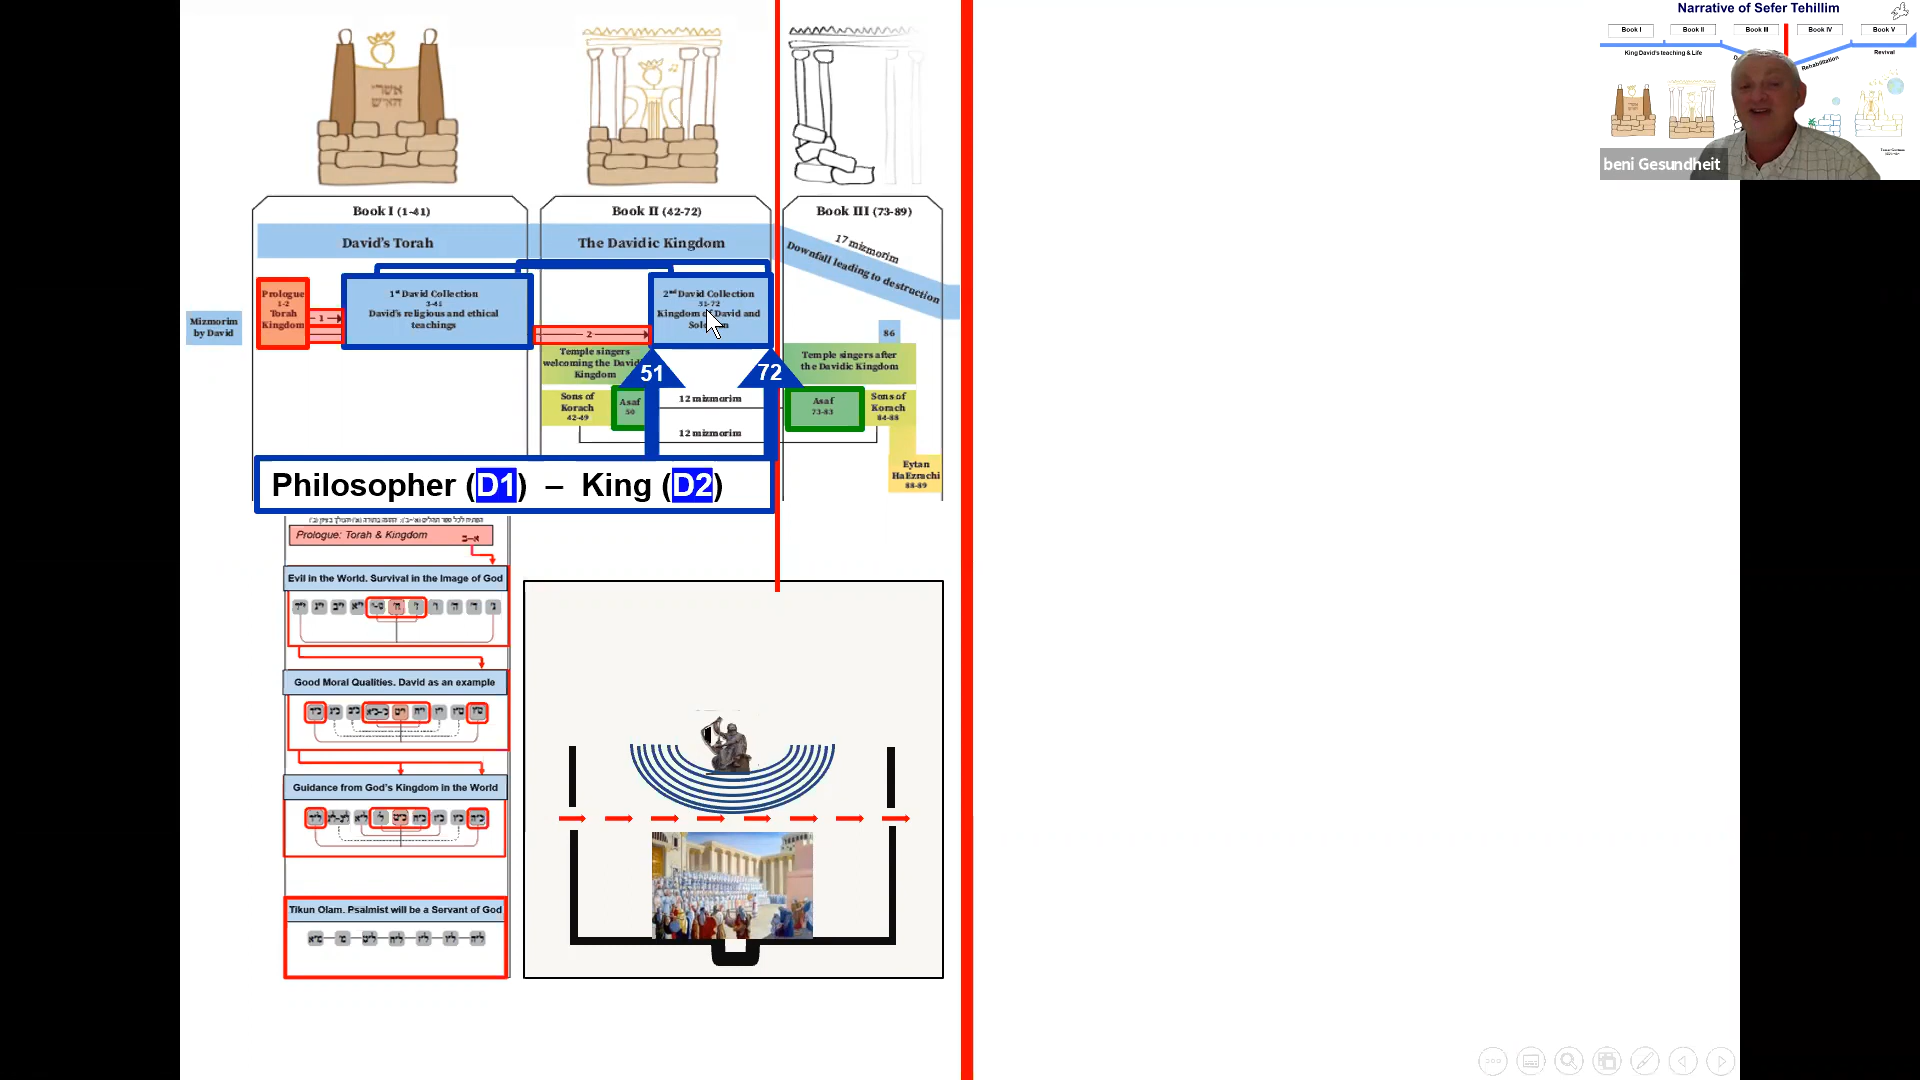 Narrative of Sefer Tehillim
Book I
Book II
Book III
Book IV
Book V
King David's teaching & Life
Rehabilitation
Revival
beni Gesundheit
אשרי
האיש
Book I (1-41)
Book II (42-72)
Book III (73-89)
David's Torah
The Davidic Kingdom
17 mizmorim
Downfall leading to destruction
Mizmorim
by David
Prologue
1-2
Torah
Kingdom
1
1st David Collection
3-41
David's religious and ethical
teachings
2
2nd David Collection
51-72
Kingdom of David and
86
Temple singers
welcoming the David
Kingdom
Temple singers after
the Davidic Kingdom
51
72
Sons of
Korach
42-49
Asaf
50
12 mizmorim
12 mizmorim
Asaf
73-83
Sons of
Korach
84-88
Eytan
HaEzrachi
88-89
Philosopher (D1) – King (D2)
Prologue: Torah & Kingdom
א–ב
Evil in the World. Survival in the Image of God
Good Moral Qualities. David as an example
Guidance from God's Kingdom in the World
Tikun Olam. Psalmist will be a Servant of God